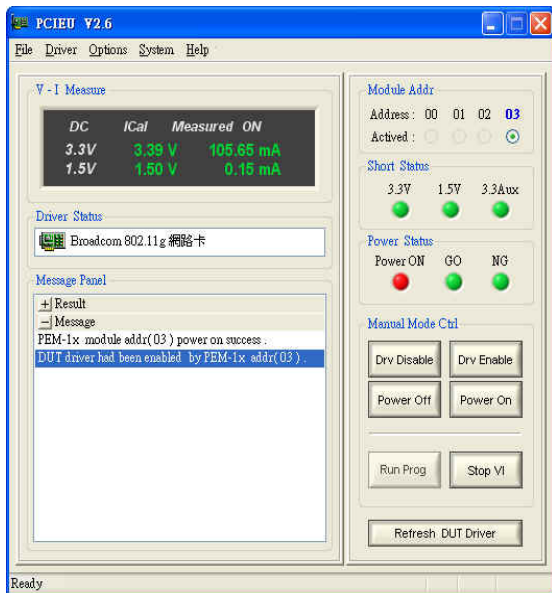 PCIEU V2.6
File Driver Options System Help
V - I Measure
DC ICal Measured ON
3.3V 3.39 V 105.65 mA
1.5V 1.50 V 0.15 mA
Driver Status
Broadcom 802.11g 網路卡
Message Panel
+ Result
− Message
PEM-1x module addr( 03 ) power on success .
DUT driver had been enabled by PEM-1x addr( 03 ) .
Module Addr
Address : 00 01 02 03
Actived :
Short Status
3.3V 1.5V 3.3Aux
Power Status
Power ON GO NG
Manual Mode Ctrl
Drv Disable Drv Enable
Power Off Power On
Run Prog Stop VI
Refresh DUT Driver
Ready